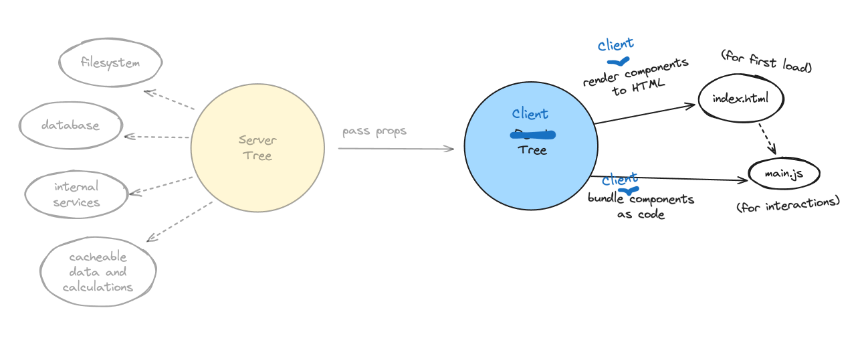 filesystem
database
internal
services
cacheable
data and
calculations
Server
Tree
pass props
Client
Tree
Client
render components
to HTML
(for first load)
index.html
Client
bundle components
as code
main.js
(for interactions)